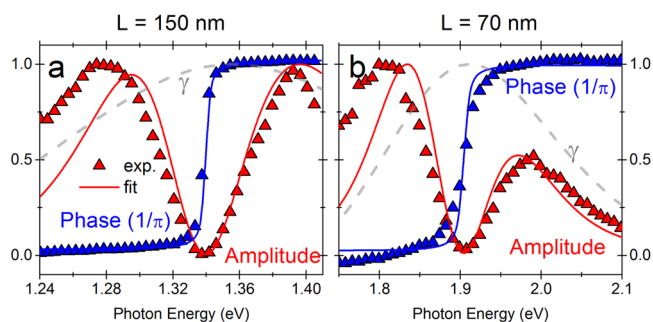 L = 150 nm
L = 70 nm
a
γ
exp.
fit
Phase (1/π)
Amplitude
1.24 1.28 1.32 1.36 1.40
Photon Energy (eV)
1.0
0.5
0.0
b
Phase (1/π)
γ
Amplitude
1.8 1.9 2.0 2.1
Photon Energy (eV)
1.0
0.5
0.0